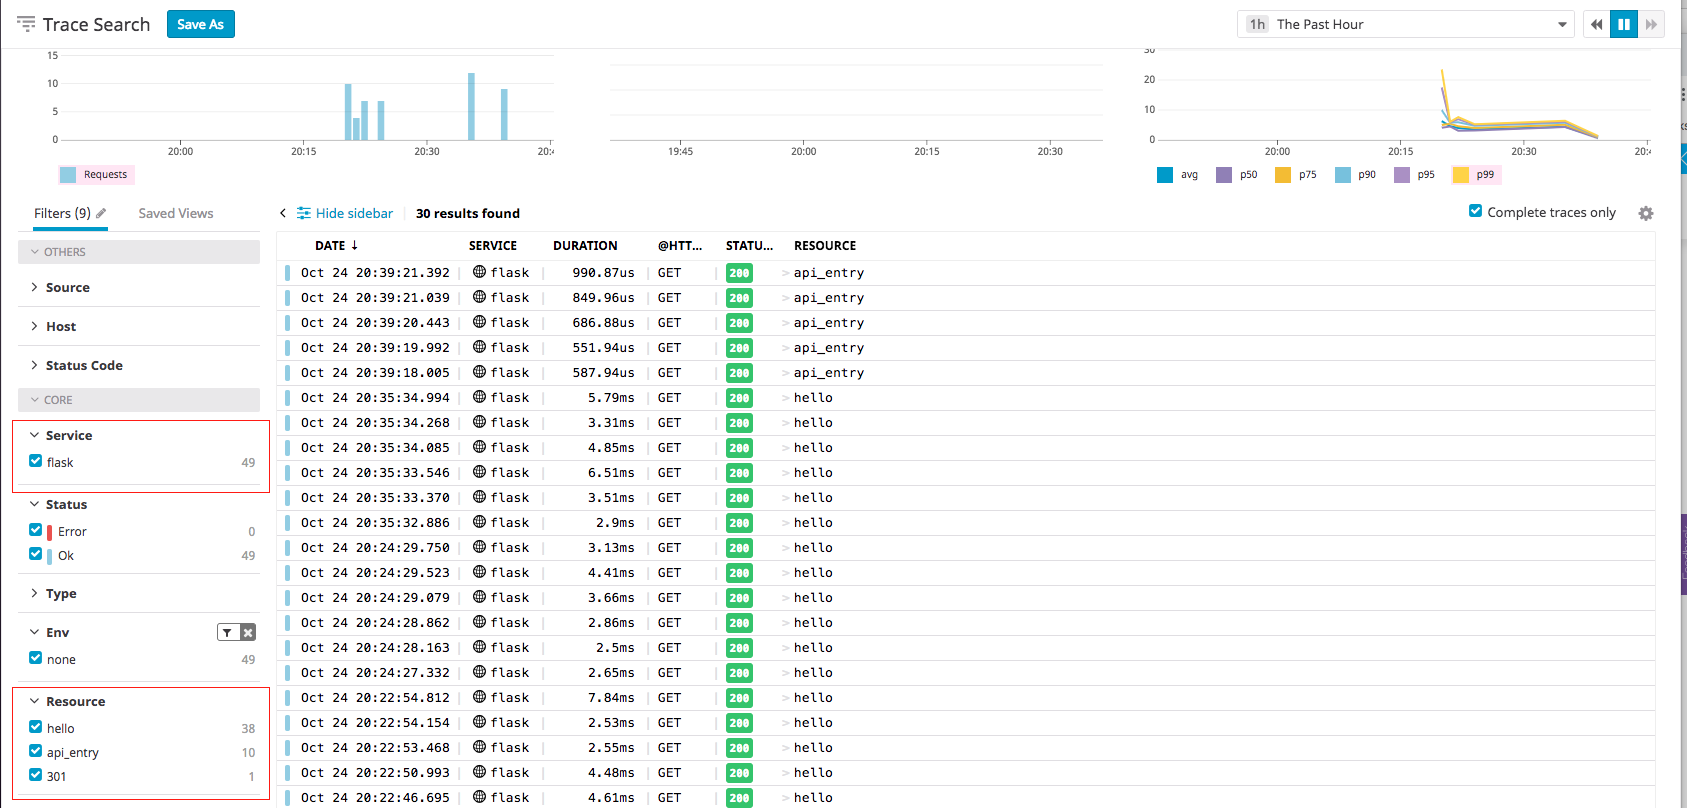 Trace Search
Save As
1h The Past Hour
15
10
5
0
20:00 20:15 20:30 20:4
Requests
19:45 20:00 20:15 20:30
30
20
10
0
20:00 20:15 20:30 20:4
avg p50 p75 p90 p95 p99
Filters (9) Saved Views
Hide sidebar 30 results found
Complete traces only
OTHERS
Source
Host
Status Code
CORE
Service
flask 49
Status
Error 0
Ok 49
Type
Env
none 49
Resource
hello 38
api_entry 10
301 1
DATE ↓ SERVICE DURATION @HTT... STATU... RESOURCE
Oct 24 20:39:21.392 flask 990.87us GET 200 > api_entry
Oct 24 20:39:21.039 flask 849.96us GET 200 > api_entry
Oct 24 20:39:20.443 flask 686.88us GET 200 > api_entry
Oct 24 20:39:19.992 flask 551.94us GET 200 > api_entry
Oct 24 20:39:18.005 flask 587.94us GET 200 > api_entry
Oct 24 20:35:34.994 flask 5.79ms GET 200 > hello
Oct 24 20:35:34.268 flask 3.31ms GET 200 > hello
Oct 24 20:35:34.085 flask 4.85ms GET 200 > hello
Oct 24 20:35:33.546 flask 6.51ms GET 200 > hello
Oct 24 20:35:33.370 flask 3.51ms GET 200 > hello
Oct 24 20:35:32.886 flask 2.9ms GET 200 > hello
Oct 24 20:24:29.750 flask 3.13ms GET 200 > hello
Oct 24 20:24:29.523 flask 4.41ms GET 200 > hello
Oct 24 20:24:29.079 flask 3.66ms GET 200 > hello
Oct 24 20:24:28.862 flask 2.86ms GET 200 > hello
Oct 24 20:24:28.163 flask 2.5ms GET 200 > hello
Oct 24 20:24:27.332 flask 2.65ms GET 200 > hello
Oct 24 20:22:54.812 flask 7.84ms GET 200 > hello
Oct 24 20:22:54.154 flask 2.53ms GET 200 > hello
Oct 24 20:22:53.468 flask 2.55ms GET 200 > hello
Oct 24 20:22:50.993 flask 4.48ms GET 200 > hello
Oct 24 20:22:46.695 flask 4.61ms GET 200 > hello